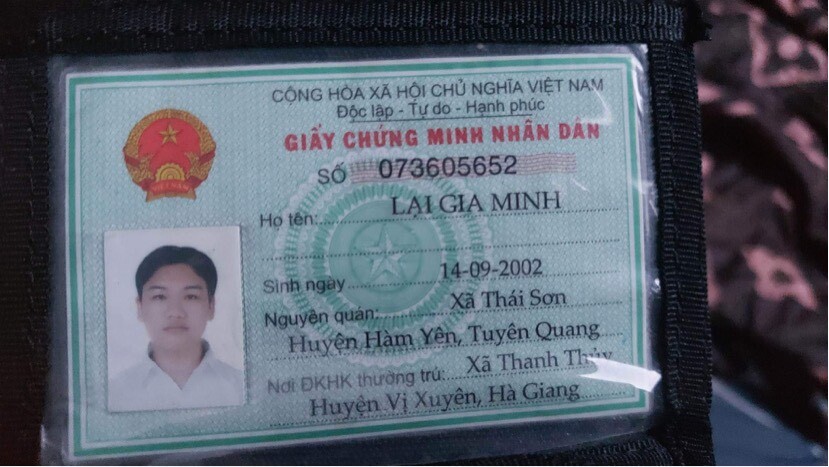 CỘNG HÒA XÃ HỘI CHỦ NGHĨA VIỆT NAM
Độc lập - Tự do - Hạnh phúc
GIẤY CHỨNG MINH NHÂN DÂN
SỐ 073605652
Họ tên: LẠI GIA MINH
Sinh ngày 14-09-2002
Nguyên quán: Xã Thái Sơn
Huyện Hàm Yên, Tuyên Quang
Nơi ĐKHK thường trú: Xã Thanh Thủy
Huyện Vị Xuyên, Hà Giang
VIỆT NAM